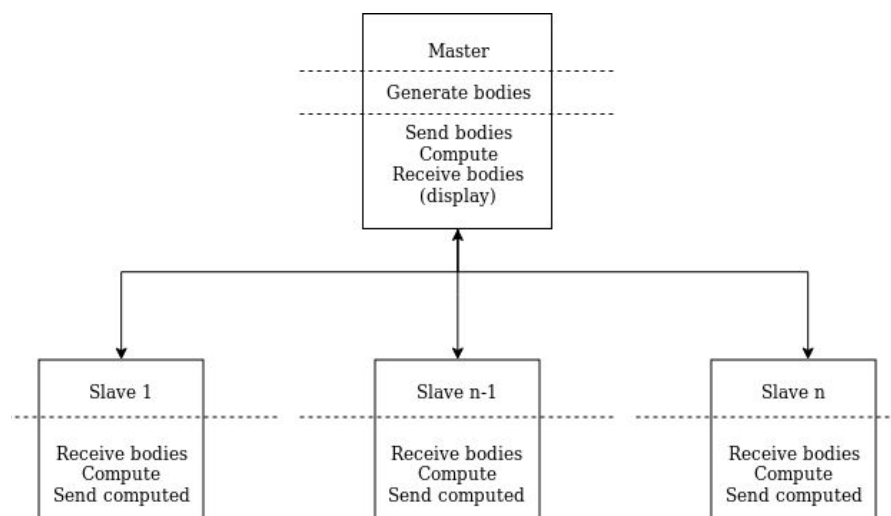 Master
Generate bodies
Send bodies
Compute
Receive bodies
(display)
Slave 1
Receive bodies
Compute
Send computed
Slave n-1
Receive bodies
Compute
Send computed
Slave n
Receive bodies
Compute
Send computed